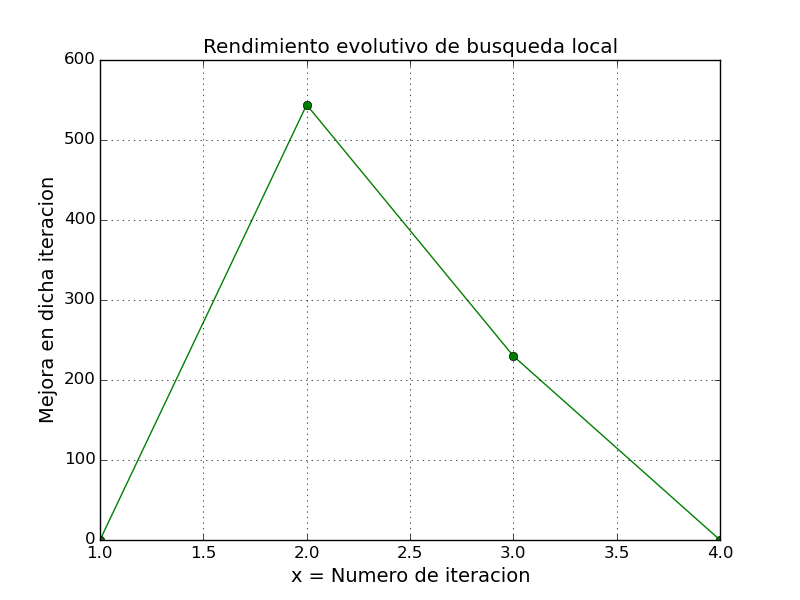 Rendimiento evolutivo de busqueda local
600
500
400
300
200
100
0
Mejora en dicha iteracion
1.0 1.5 2.0 2.5 3.0 3.5 4.0
x = Numero de iteracion